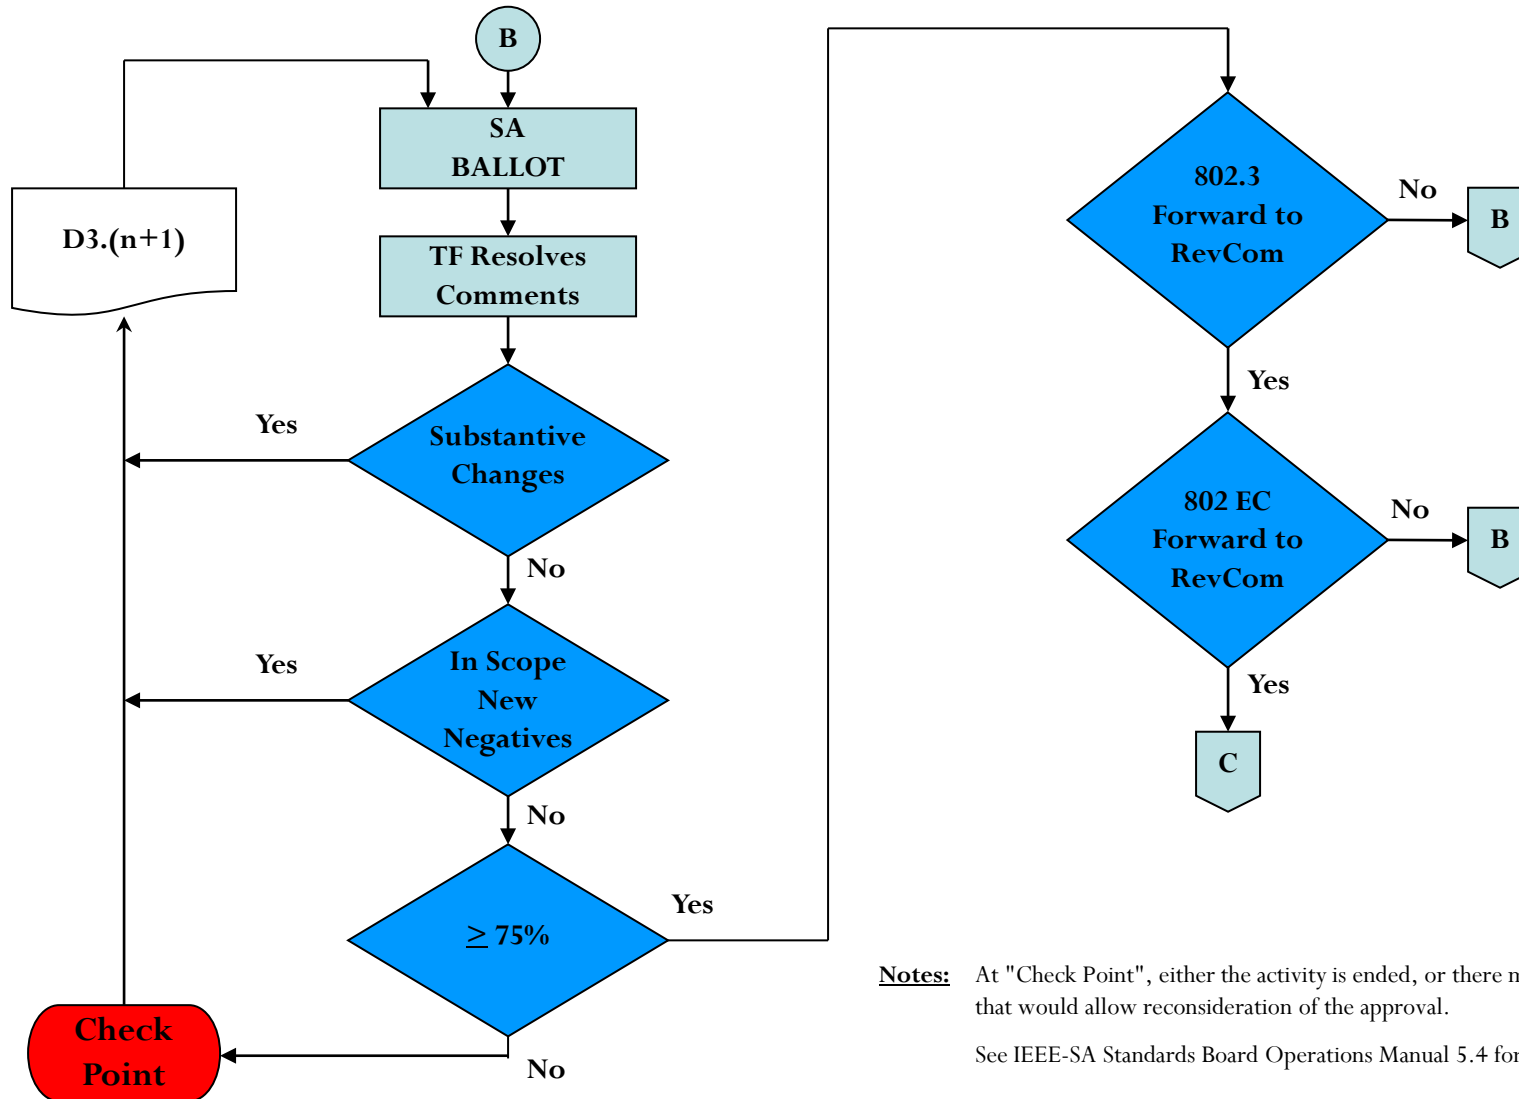 B
SA
BALLOT
D3.(n+1)
TF Resolves
Comments
Yes
Substantive
Changes
No
Yes
In Scope
New
Negatives
No
≥ 75%
Yes
Check
Point
No
802.3
Forward to
RevCom
No
B
Yes
802 EC
Forward to
RevCom
No
B
Yes
C
Notes: At "Check Point", either the activity is ended, or there
that would allow reconsideration of the approval.
See IEEE-SA Standards Board Operations Manual 5.4 for